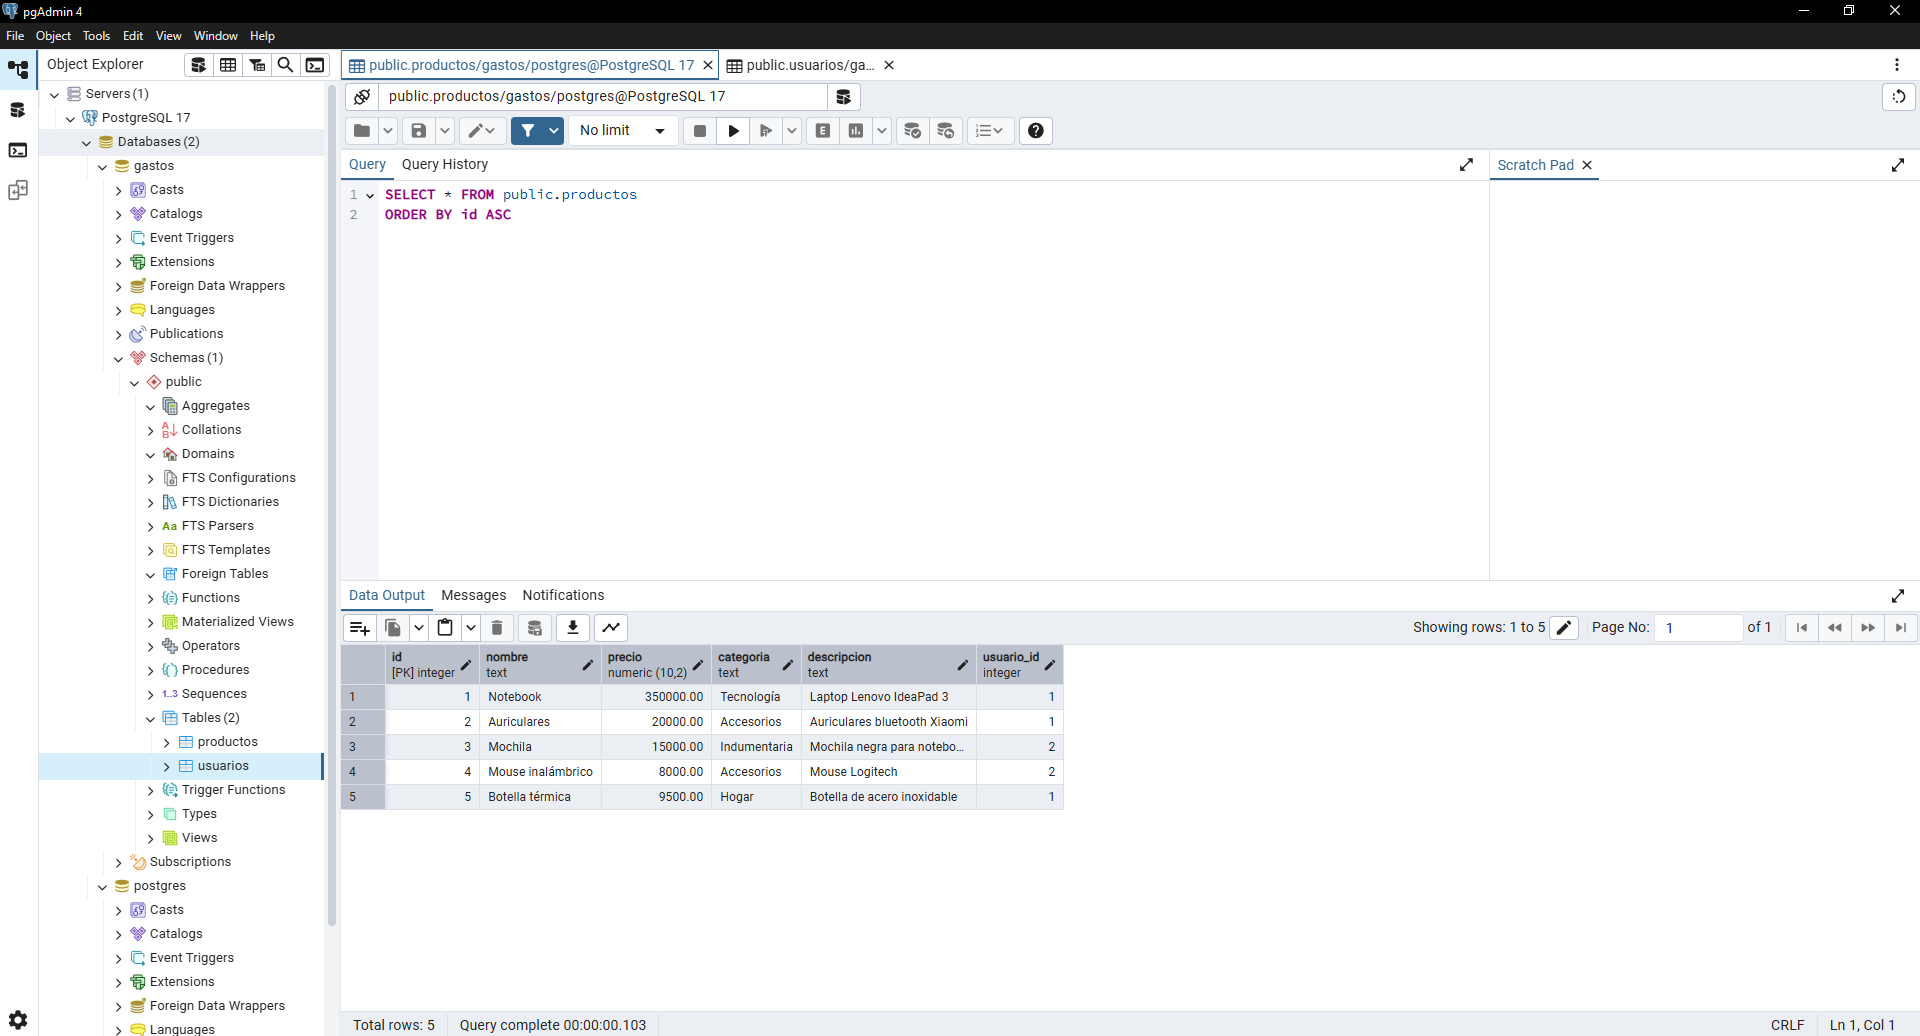 pgAdmin 4
File Object Tools Edit View Window Help
Object Explorer
public.productos/gastos/postgres@PostgreSQL 17
public.usuarios/ga...
Servers (1)
PostgreSQL 17
Databases (2)
gastos
Casts
Catalogs
Event Triggers
Extensions
Foreign Data Wrappers
Languages
Publications
Schemas (1)
public
Aggregates
Collations
Domains
FTS Configurations
FTS Dictionaries
Aa FTS Parsers
FTS Templates
Foreign Tables
Functions
Materialized Views
Operators
Procedures
1..3 Sequences
Tables (2)
productos
usuarios
Trigger Functions
Types
Views
Subscriptions
postgres
Casts
Catalogs
Event Triggers
Extensions
Foreign Data Wrappers
Languages
public.productos/gastos/postgres@PostgreSQL 17
No limit
E
Query Query History
Scratch Pad
1 SELECT * FROM public.productos
2 ORDER BY id ASC
Data Output Messages Notifications
Showing rows: 1 to 5 Page No: 1 of 1
id nombre precio categoria descripcion usuario_id
[PK] integer text numeric (10,2) text text integer
1 1 Notebook 350000.00 Tecnología Laptop Lenovo IdeaPad 3 1
2 2 Auriculares 20000.00 Accesorios Auriculares bluetooth Xiaomi 1
3 3 Mochila 15000.00 Indumentaria Mochila negra para notebo... 2
4 4 Mouse inalámbrico 8000.00 Accesorios Mouse Logitech 2
5 5 Botella térmica 9500.00 Hogar Botella de acero inoxidable 1
Total rows: 5 Query complete 00:00:00.103
CRLF Ln 1, Col 1